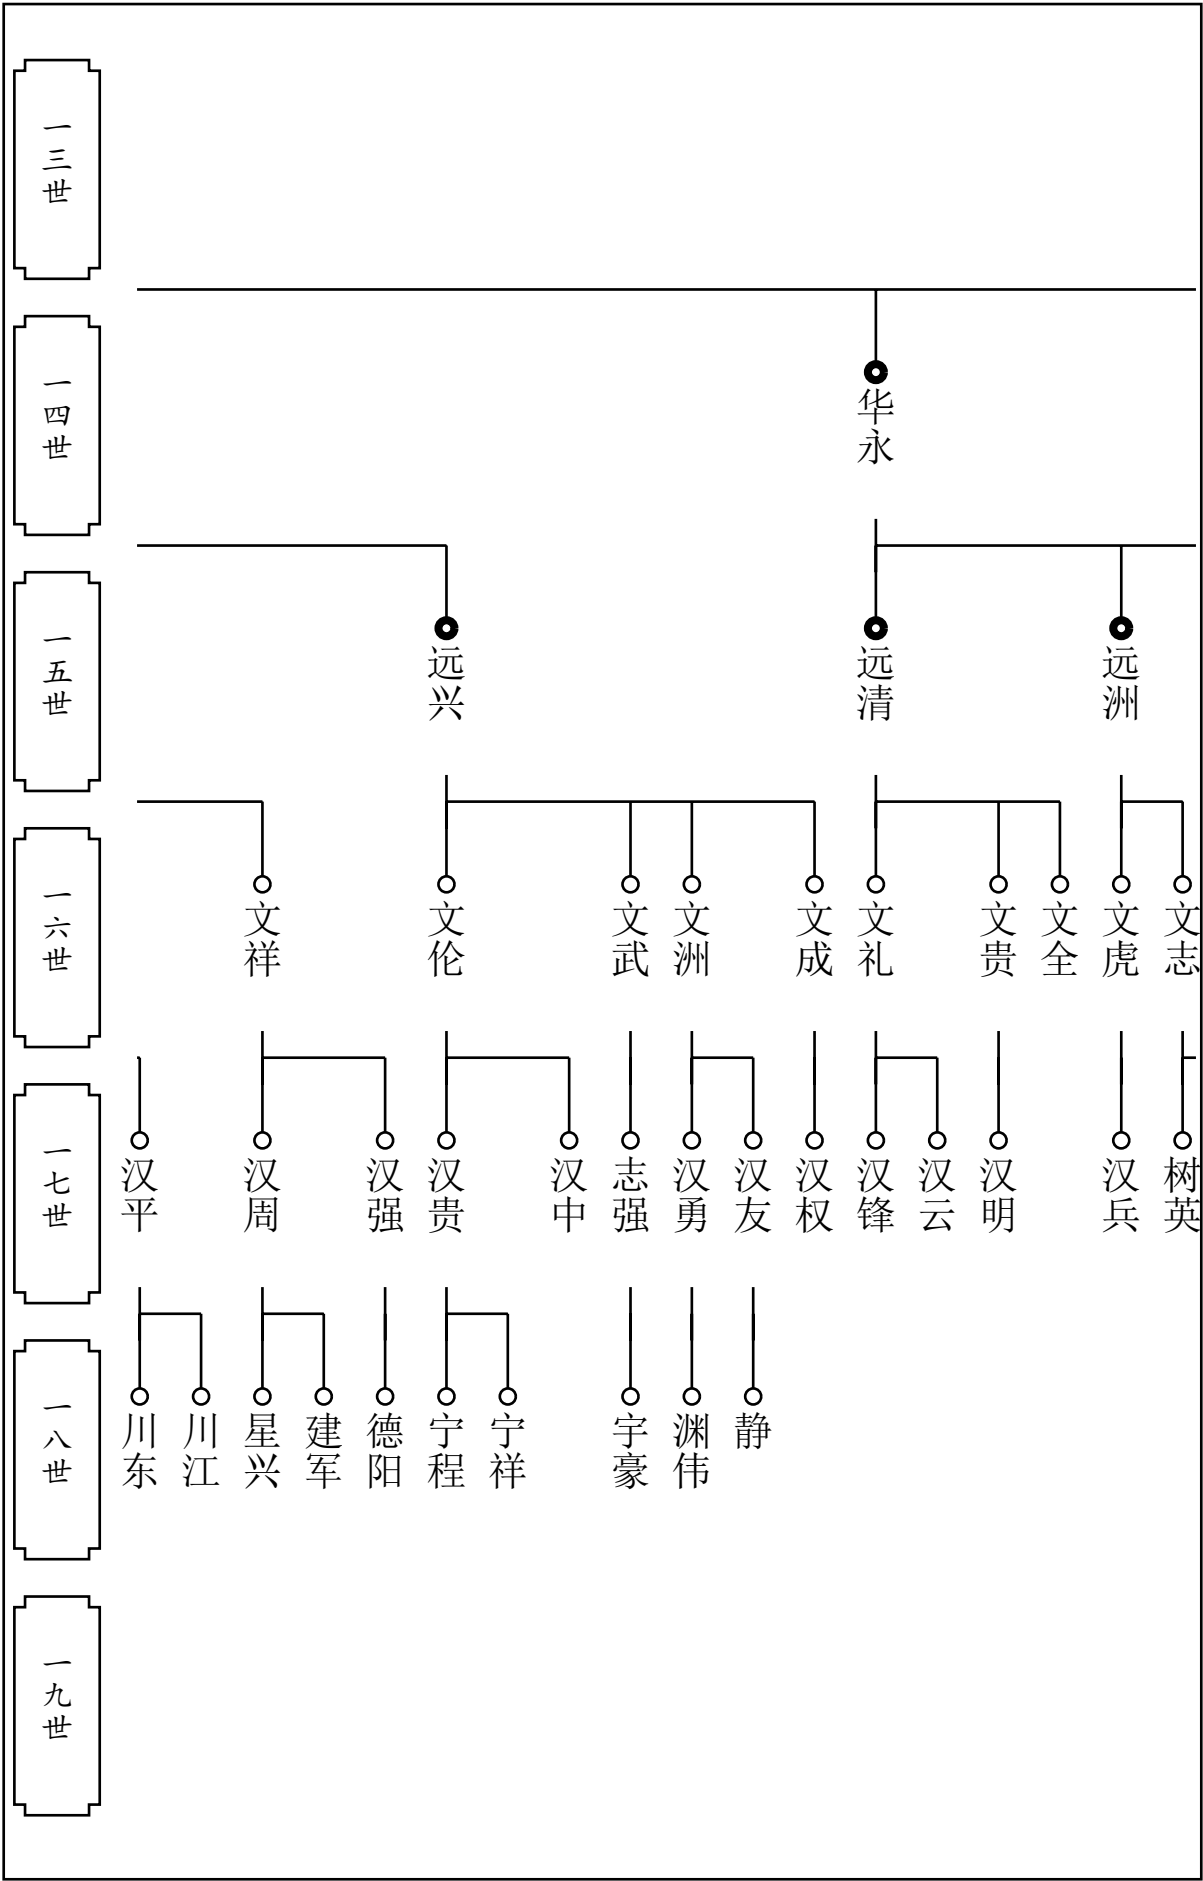 一三世
一四世
华永
一五世
远兴
远清
远洲
一六世
文祥
文伦
文武
文洲
文成
文礼
文贵
文全
文虎
文志
一七世
汉平
汉周
汉强
汉贵
汉中
志强
汉勇
汉友
汉权
汉锋
汉云
汉明
汉兵
树英
一八世
川东
川江
星兴
建军
德阳
宁程
宁祥
宇豪
渊伟
静
一九世